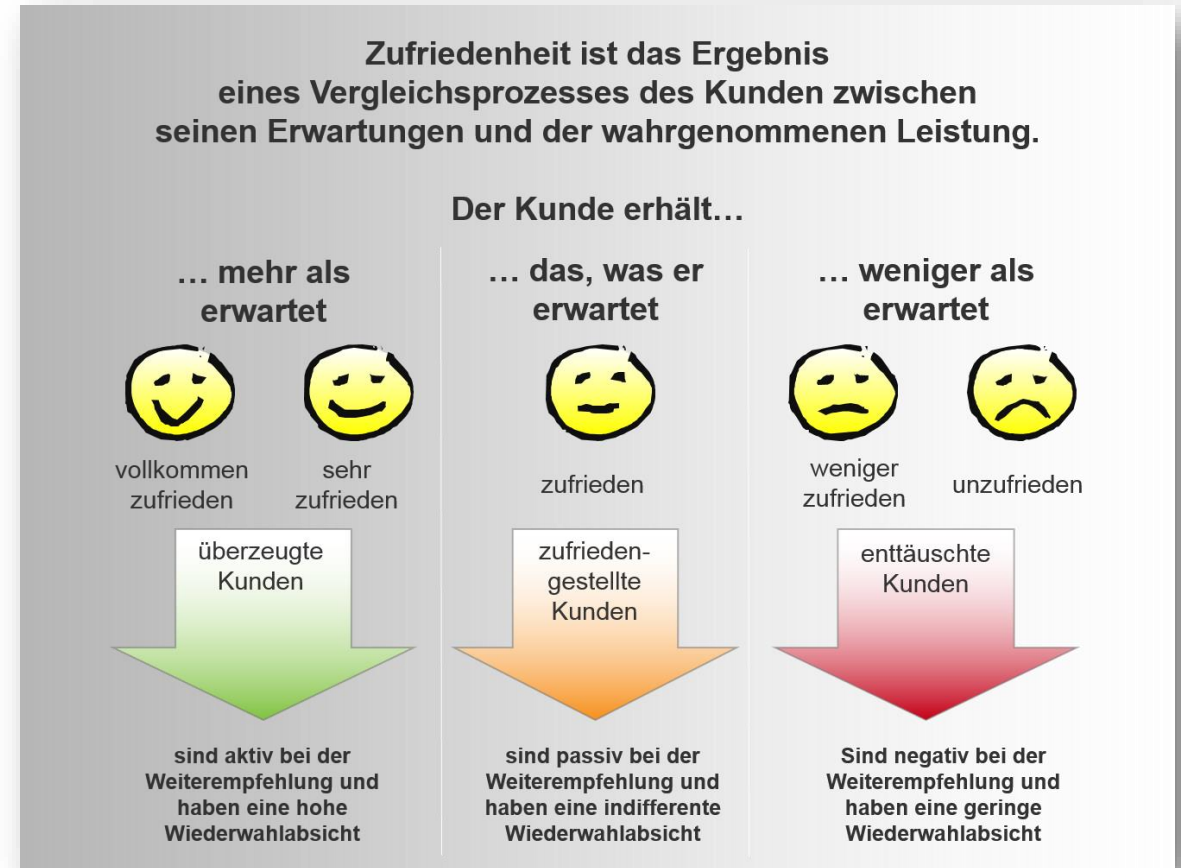 Zufriedenheit ist das Ergebnis
eines Vergleichsprozesses des Kunden zwischen
seinen Erwartungen und der wahrgenommenen Leistung.
Der Kunde erhält…
… mehr als
erwartet
vollkommen
zufrieden
sehr
zufrieden
überzeugte
Kunden
sind aktiv bei der
Weiterempfehlung und
haben eine hohe
Wiederwahlabsicht
… das, was er
erwartet
zufrieden
zufrieden-
gestellte
Kunden
sind passiv bei der
Weiterempfehlung und
haben eine indifferente
Wiederwahlabsicht
… weniger als
erwartet
weniger
zufrieden
unzufrieden
enttäuschte
Kunden
Sind negativ bei der
Weiterempfehlung und
haben eine geringe
Wiederwahlabsicht